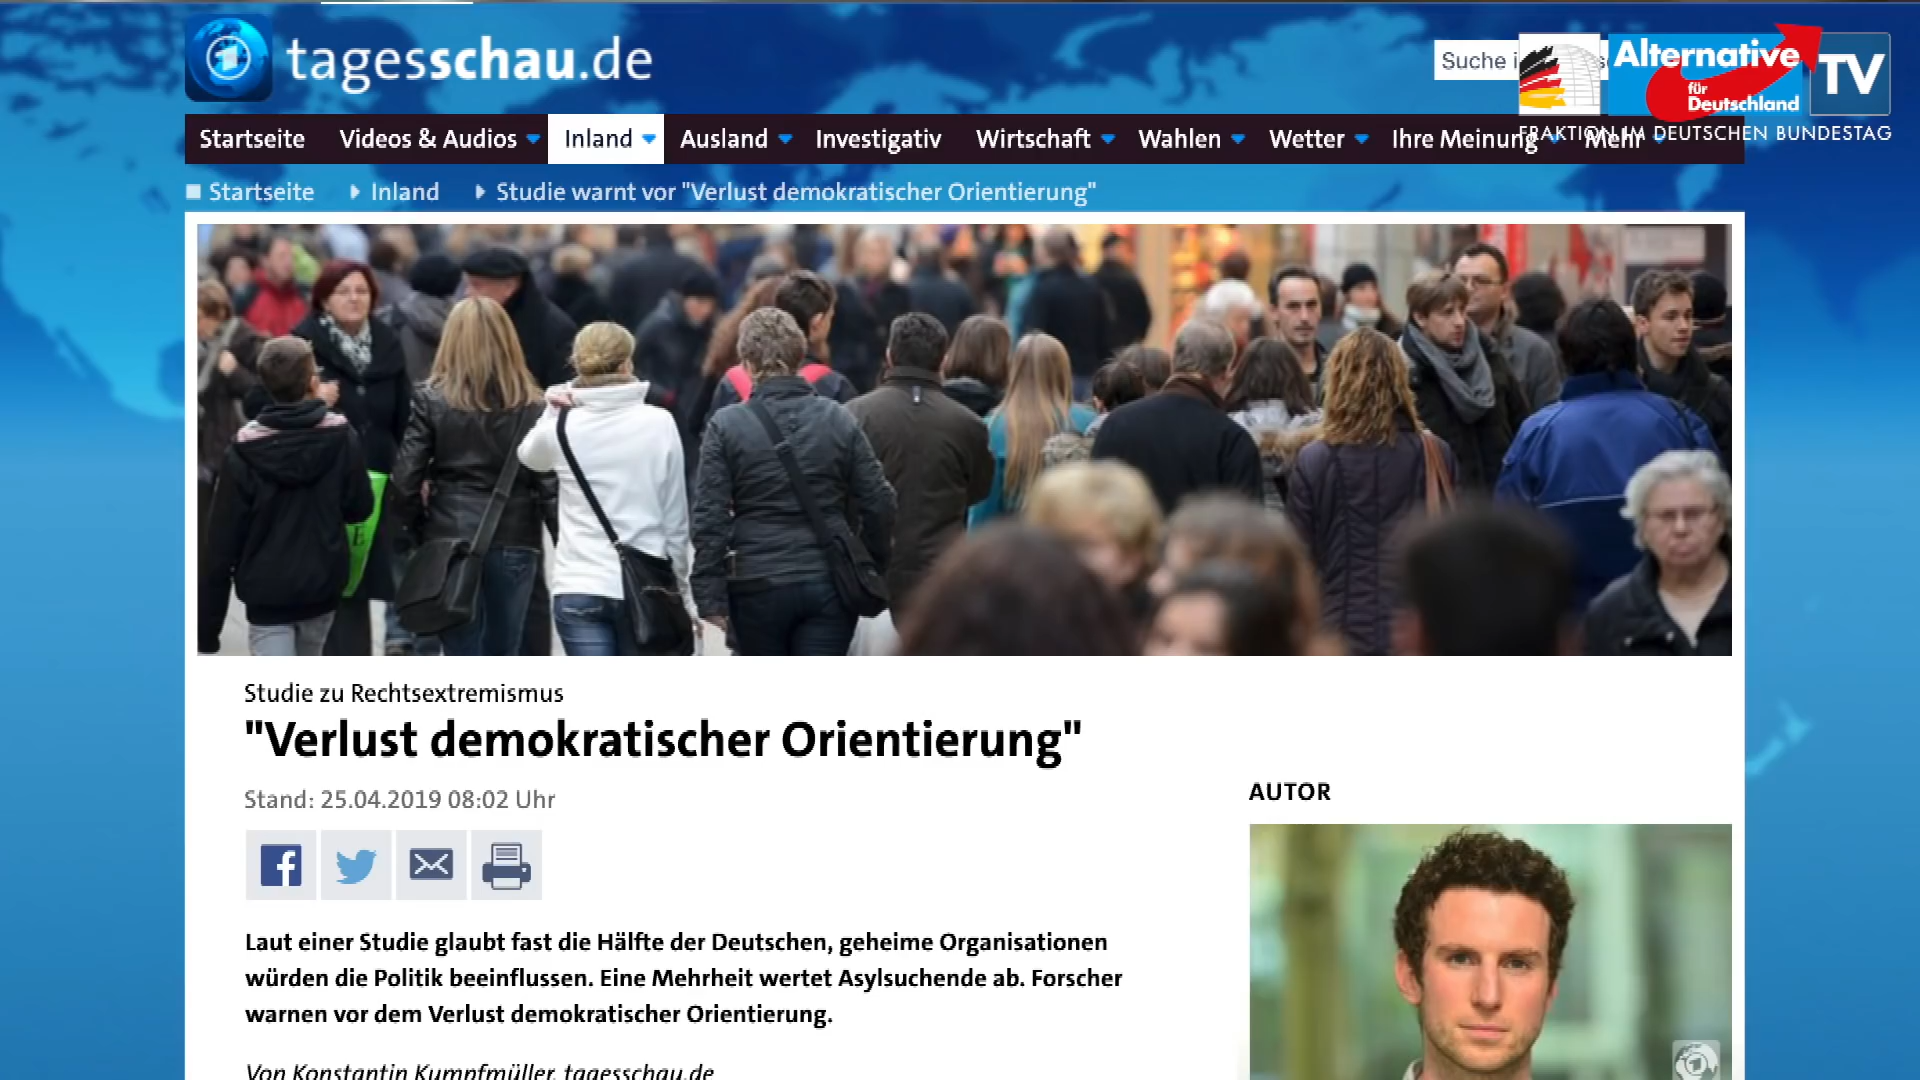 tagesschau.de
Suche i
Alternative
für
Deutschland
TV
FRAKTION IM DEUTSCHEN BUNDESTAG
Startseite Videos & Audios Inland Ausland Investigativ Wirtschaft Wahlen Wetter Ihre Meinung Mehr
Startseite Inland Studie warnt vor "Verlust demokratischer Orientierung"
Studie zu Rechtsextremismus
"Verlust demokratischer Orientierung"
Stand: 25.04.2019 08:02 Uhr
AUTOR
Laut einer Studie glaubt fast die Hälfte der Deutschen, geheime Organisationen
würden die Politik beeinflussen. Eine Mehrheit wertet Asylsuchende ab. Forscher
warnen vor dem Verlust demokratischer Orientierung.
Von Konstantin Kumpfmüller, tagesschau.de